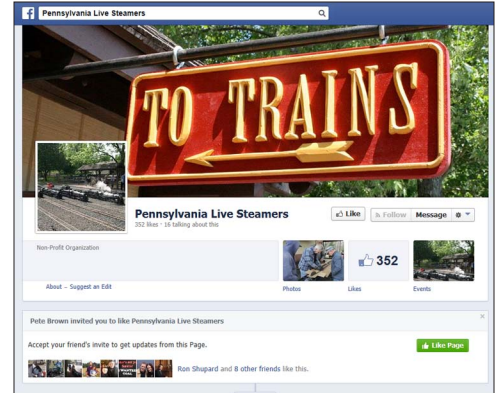 Pennsylvania Live Steamers
TO TRAINS
Pennsylvania Live Steamers
352 likes · 16 talking about this
Like
Follow
Message
Non-Profit Organization
352
About – Suggest an Edit
Photos
Likes
Events
Pete Brown invited you to like Pennsylvania Live Steamers
Accept your friend's invite to get updates from this Page.
Like Page
Ron Shupard and 8 other friends like this.